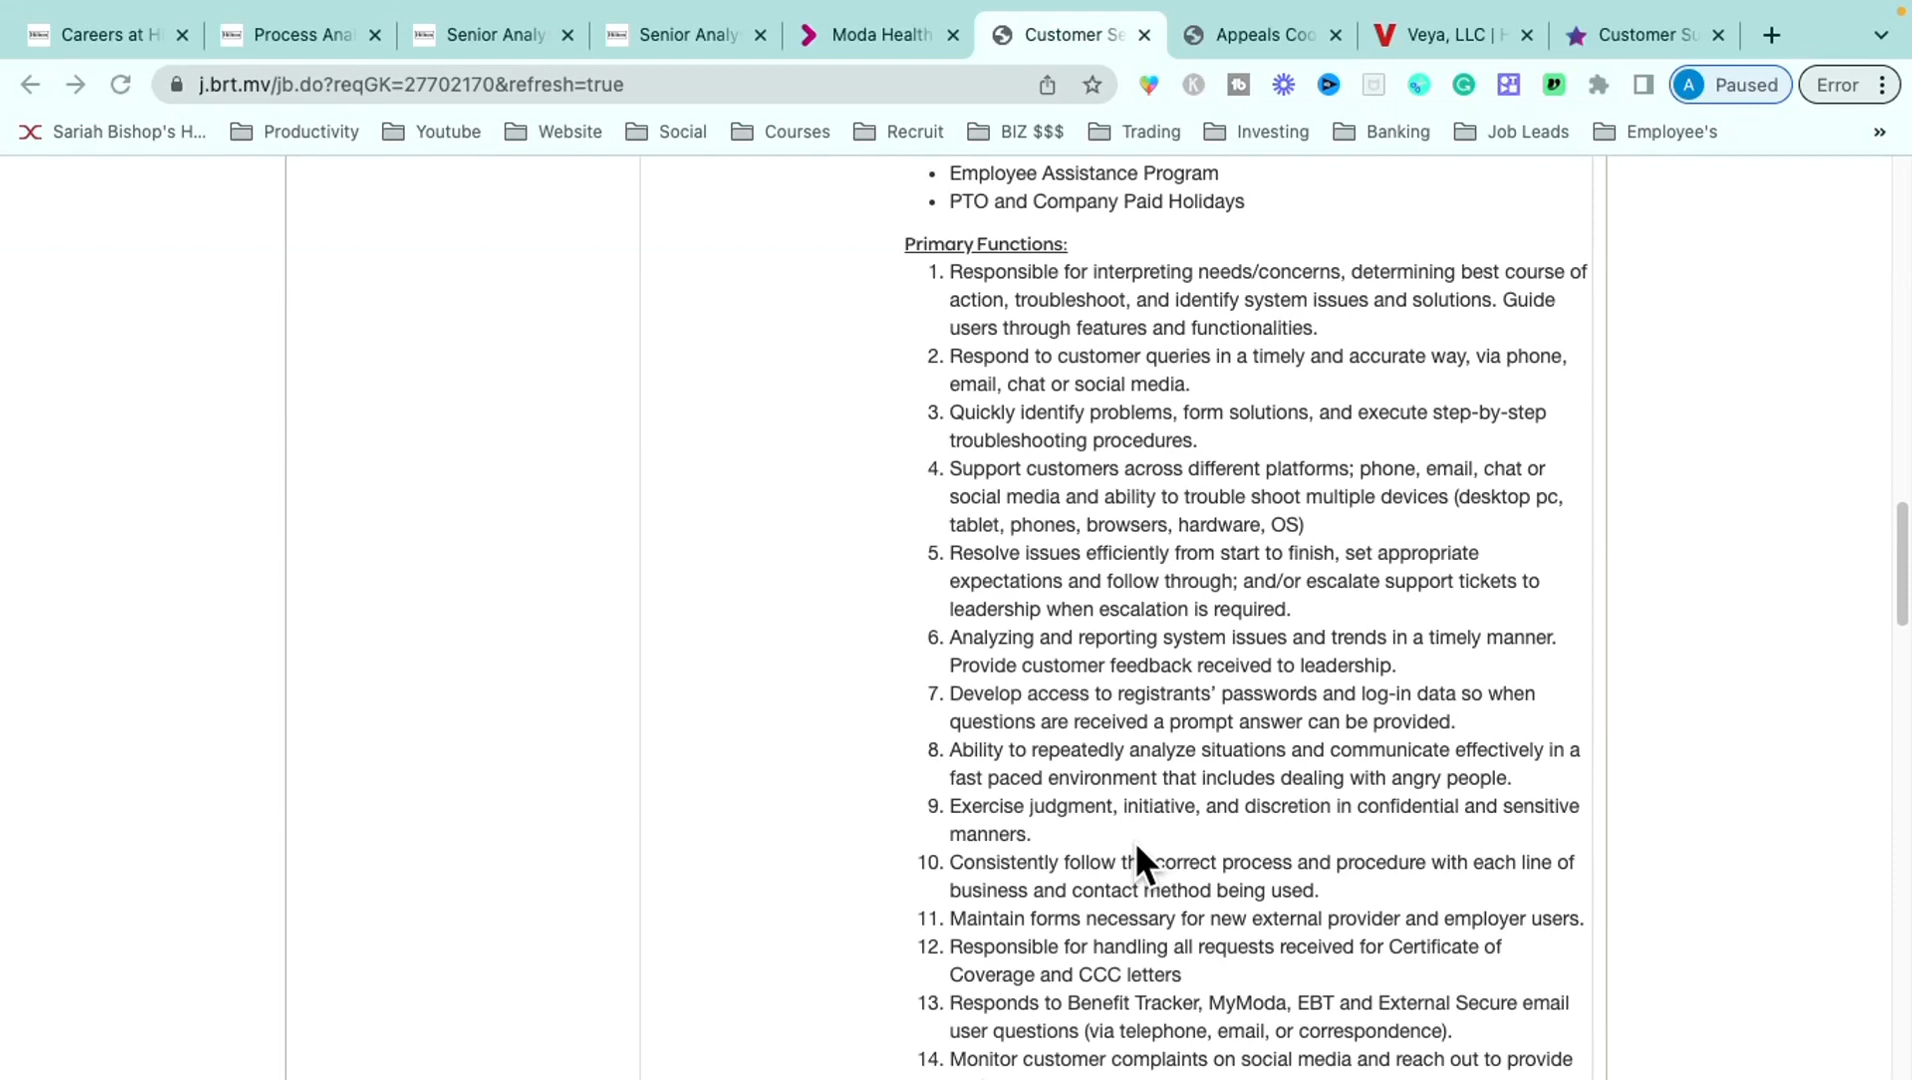 Careers at Hi
Process Anal
Senior Analys
Senior Analys
Moda Health
Customer Se
Appeals Coo
Veya, LLC | H
Customer Su
j.brt.mv/jb.do?reqGK=27702170&refresh=true
A Paused
Error
Sariah Bishop's H...
Productivity
Youtube
Website
Social
Courses
Recruit
BIZ $$$
Trading
Investing
Banking
Job Leads
Employee's
»
• Employee Assistance Program
• PTO and Company Paid Holidays
Primary Functions:
1. Responsible for interpreting needs/concerns, determining best course of
action, troubleshoot, and identify system issues and solutions. Guide
users through features and functionalities.
2. Respond to customer queries in a timely and accurate way, via phone,
email, chat or social media.
3. Quickly identify problems, form solutions, and execute step-by-step
troubleshooting procedures.
4. Support customers across different platforms; phone, email, chat or
social media and ability to trouble shoot multiple devices (desktop pc,
tablet, phones, browsers, hardware, OS)
5. Resolve issues efficiently from start to finish, set appropriate
expectations and follow through; and/or escalate support tickets to
leadership when escalation is required.
6. Analyzing and reporting system issues and trends in a timely manner.
Provide customer feedback received to leadership.
7. Develop access to registrants’ passwords and log-in data so when
questions are received a prompt answer can be provided.
8. Ability to repeatedly analyze situations and communicate effectively in a
fast paced environment that includes dealing with angry people.
9. Exercise judgment, initiative, and discretion in confidential and sensitive
manners.
10. Consistently follow the correct process and procedure with each line of
business and contact method being used.
11. Maintain forms necessary for new external provider and employer users.
12. Responsible for handling all requests received for Certificate of
Coverage and CCC letters
13. Responds to Benefit Tracker, MyModa, EBT and External Secure email
user questions (via telephone, email, or correspondence).
14. Monitor customer complaints on social media and reach out to provide